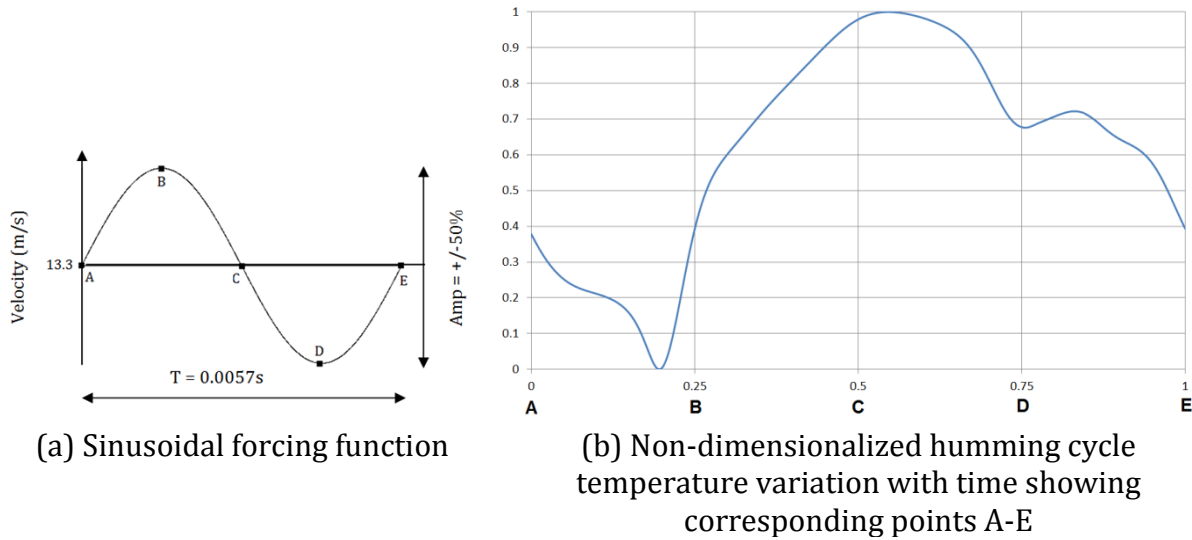 Velocity (m/s)
13.3
A
B
C
D
E
Amp = +/-50%
T = 0.0057s
(a) Sinusoidal forcing function
1
0.9
0.8
0.7
0.6
0.5
0.4
0.3
0.2
0.1
0
0 0.25 0.5 0.75 1
A B C D E
(b) Non-dimensionalized humming cycle
temperature variation with time showing
corresponding points A-E